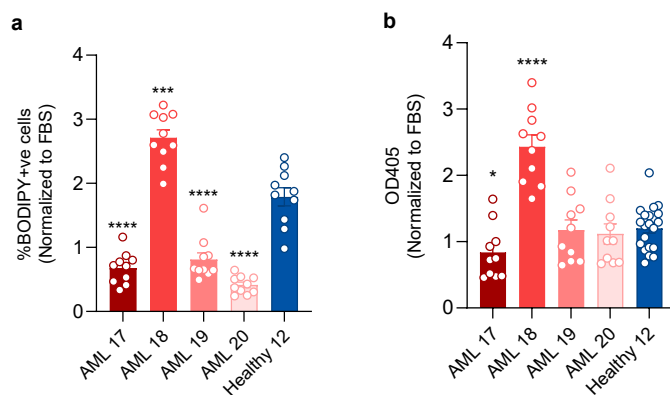 a
%BODIPY+ve cells
(Normalized to FBS)
4
3
2
1
0
****
***
****
****
AML 17
AML 18
AML 19
AML 20
Healthy 12
b
OD405
(Normalized to FBS)
4
3
2
1
0
*
****
AML 17
AML 18
AML 19
AML 20
Healthy 12